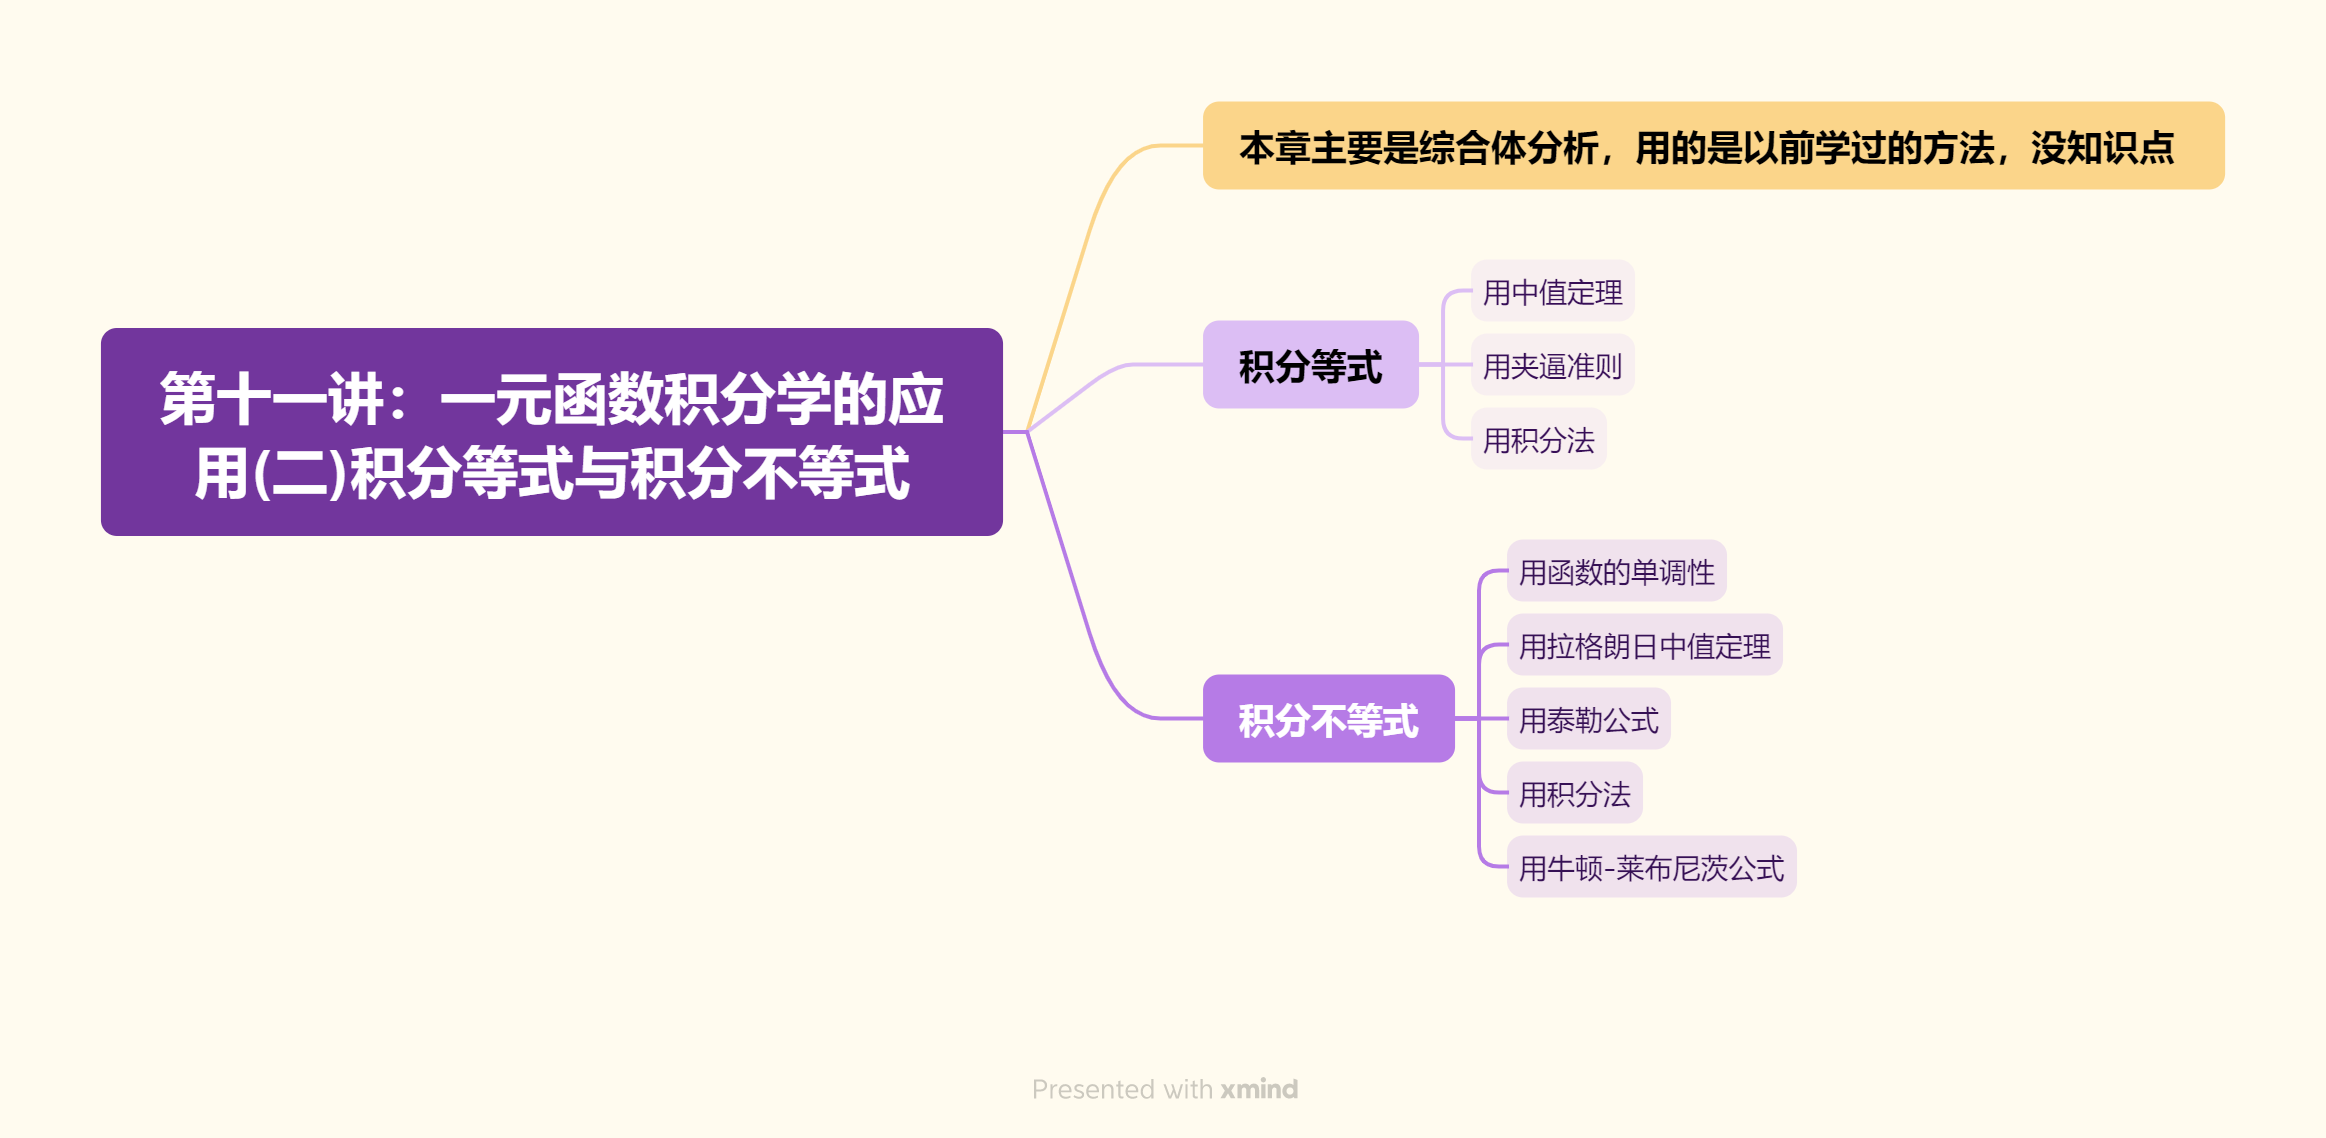 本章主要是综合体分析，用的是以前学过的方法，没知识点
第十一讲：一元函数积分学的应
用(二)积分等式与积分不等式
积分等式
用中值定理
用夹逼准则
用积分法
积分不等式
用函数的单调性
用拉格朗日中值定理
用泰勒公式
用积分法
用牛顿-莱布尼茨公式
Presented with xmind